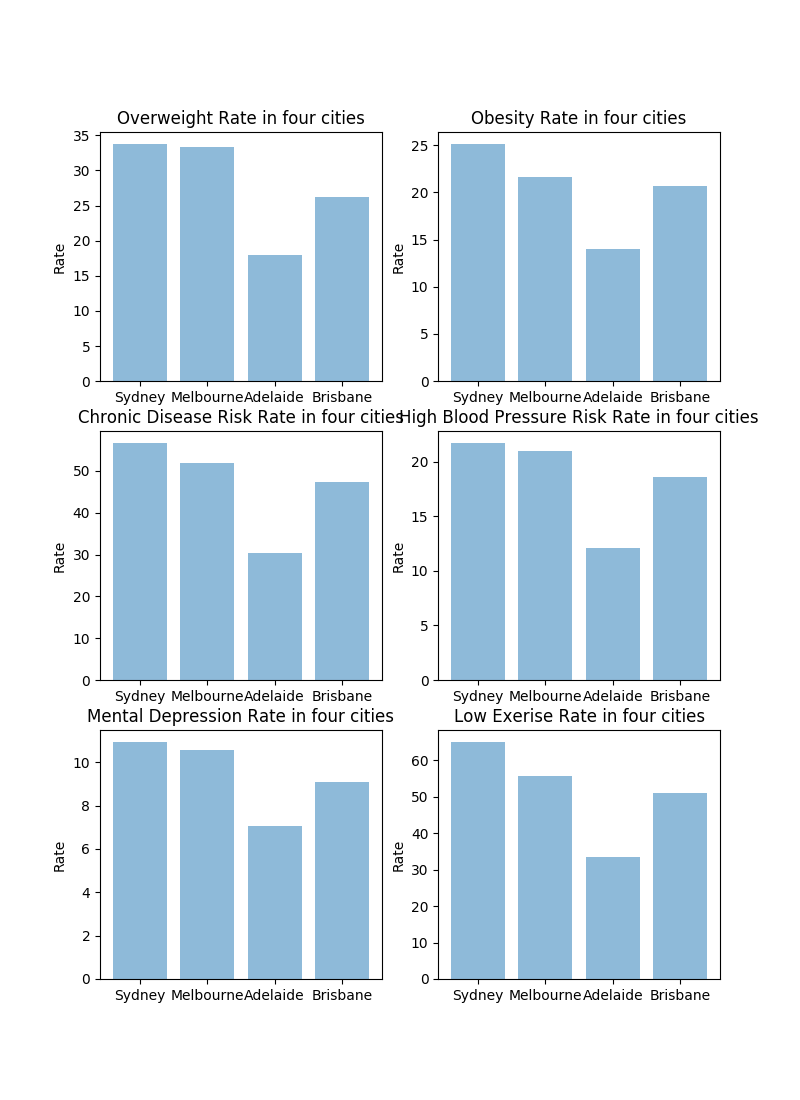 Overweight Rate in four cities
Rate
35
30
25
20
15
10
5
0
Sydney Melbourne Adelaide Brisbane
Obesity Rate in four cities
Rate
25
20
15
10
5
0
Sydney Melbourne Adelaide Brisbane
Chronic Disease Risk Rate in four cities
Rate
50
40
30
20
10
0
Sydney Melbourne Adelaide Brisbane
High Blood Pressure Risk Rate in four cities
Rate
20
15
10
5
0
Sydney Melbourne Adelaide Brisbane
Mental Depression Rate in four cities
Rate
10
8
6
4
2
0
Sydney Melbourne Adelaide Brisbane
Low Exerise Rate in four cities
Rate
60
50
40
30
20
10
0
Sydney Melbourne Adelaide Brisbane